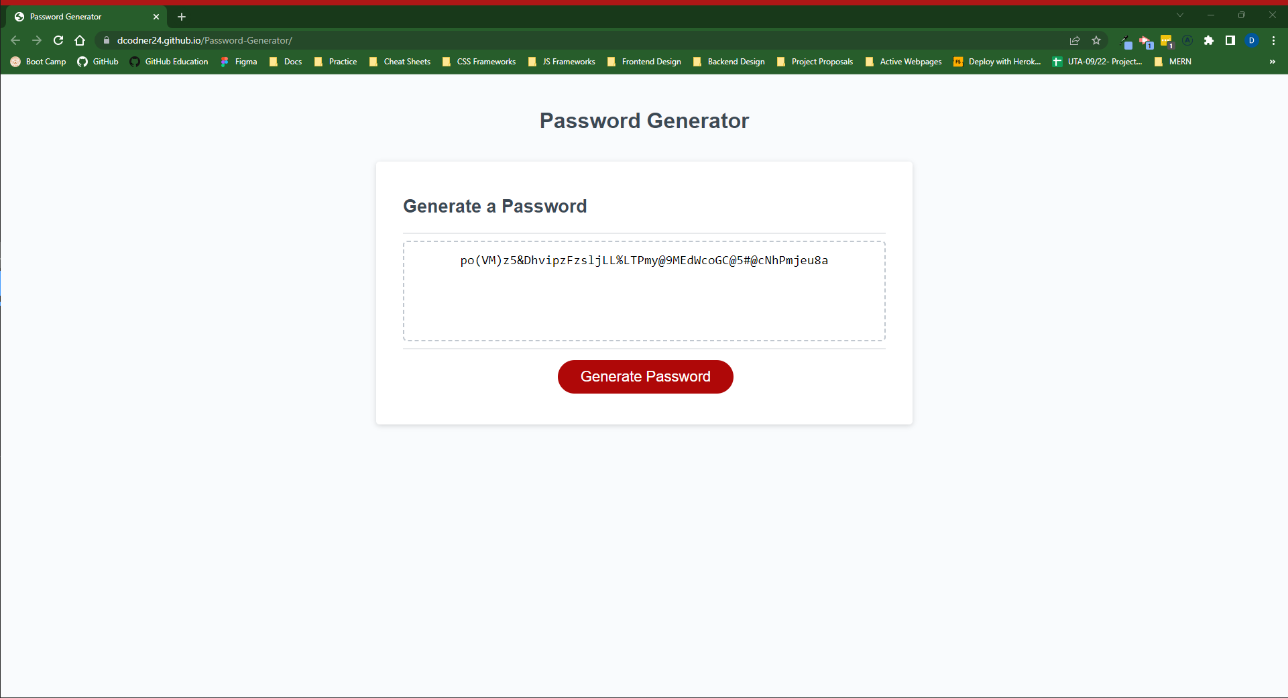 Password Generator
dcodner24.github.io/Password-Generator/
D
Boot Camp GitHub GitHub Education Figma Docs Practice Cheat Sheets CSS Frameworks JS Frameworks Frontend Design Backend Design Project Proposals Active Webpages Deploy with Herok... UTA-09/22- Project... MERN »
Password Generator
Generate a Password
po(VM)z5&DhvipzFzsljLL%LTPmy@9MEdWcoGC@5#@cNhPmjeu8a
Generate Password